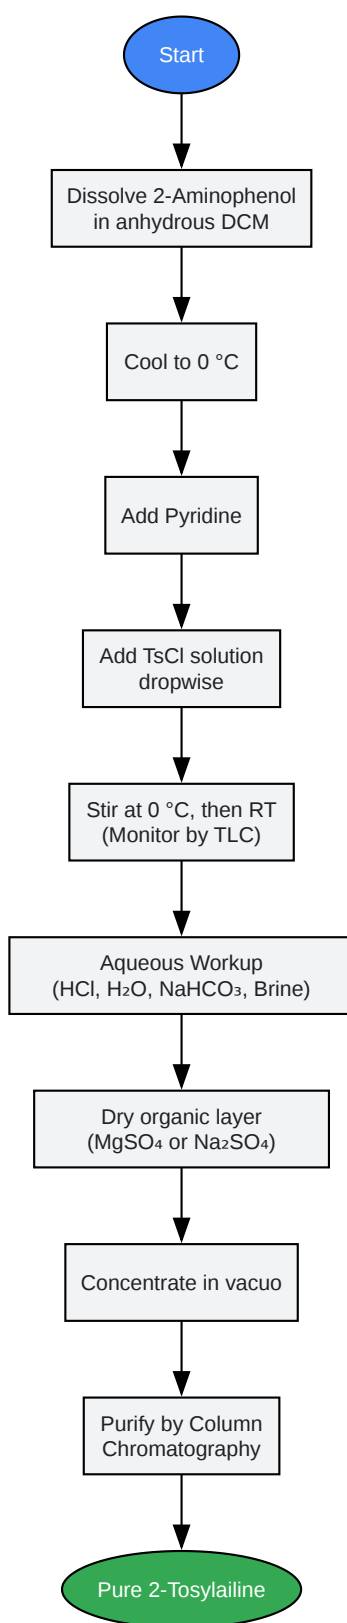 Start
Dissolve 2-Aminophenol
in anhydrous DCM
Cool to 0 °C
Add Pyridine
Add TsCl solution
dropwise
Stir at 0 °C, then RT
(Monitor by TLC)
Aqueous Workup
(HCl, H₂O, NaHCO₃, Brine)
Dry organic layer
(MgSO₄ or Na₂SO₄)
Concentrate in vacuo
Purify by Column
Chromatography
Pure 2-Tosylailine